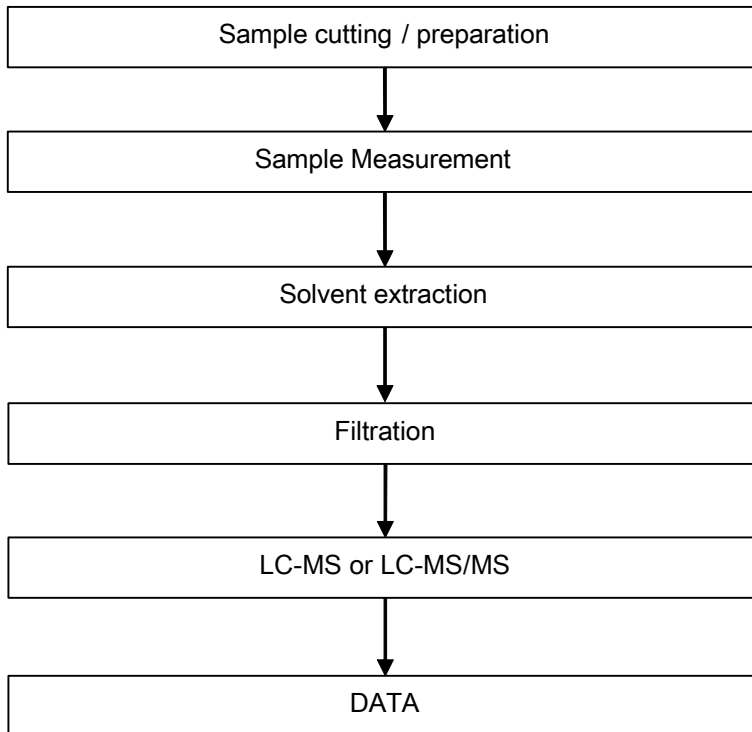 Sample cutting / preparation
Sample Measurement
Solvent extraction
Filtration
LC-MS or LC-MS/MS
DATA